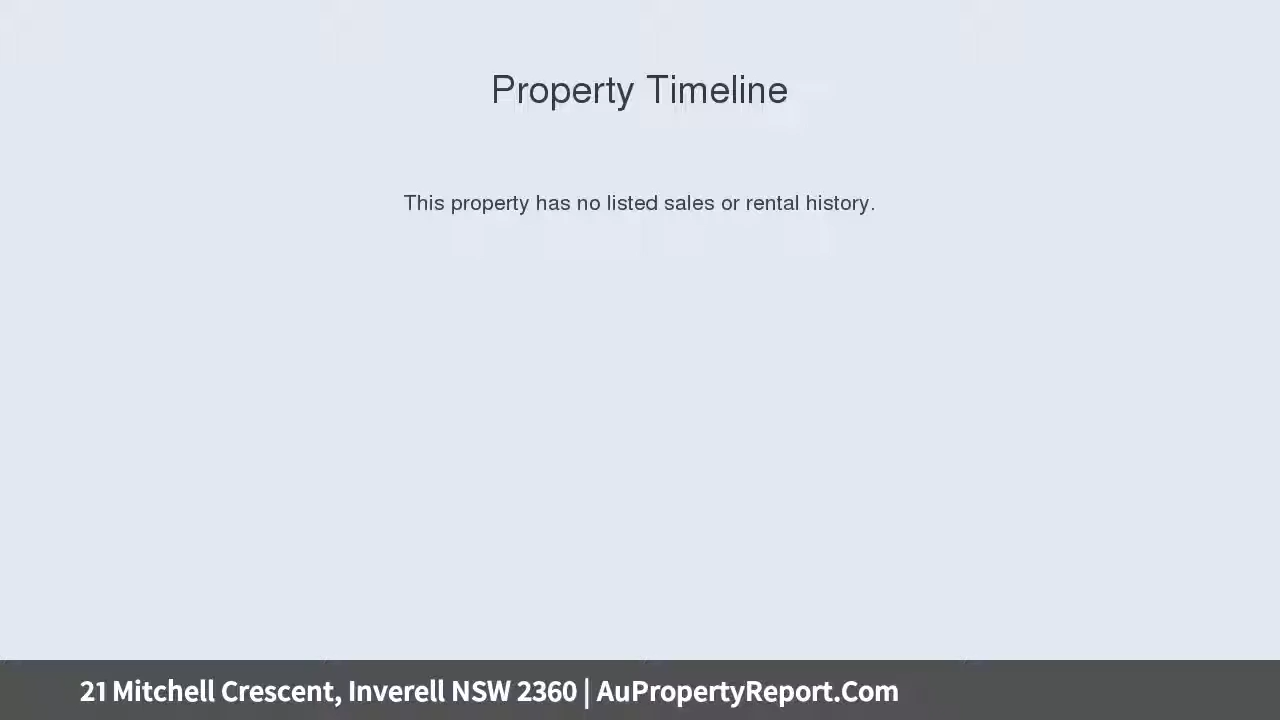 Property Timeline
This property has no listed sales or rental history.
21 Mitchell Crescent, Inverell NSW 2360 | AuPropertyReport.Com